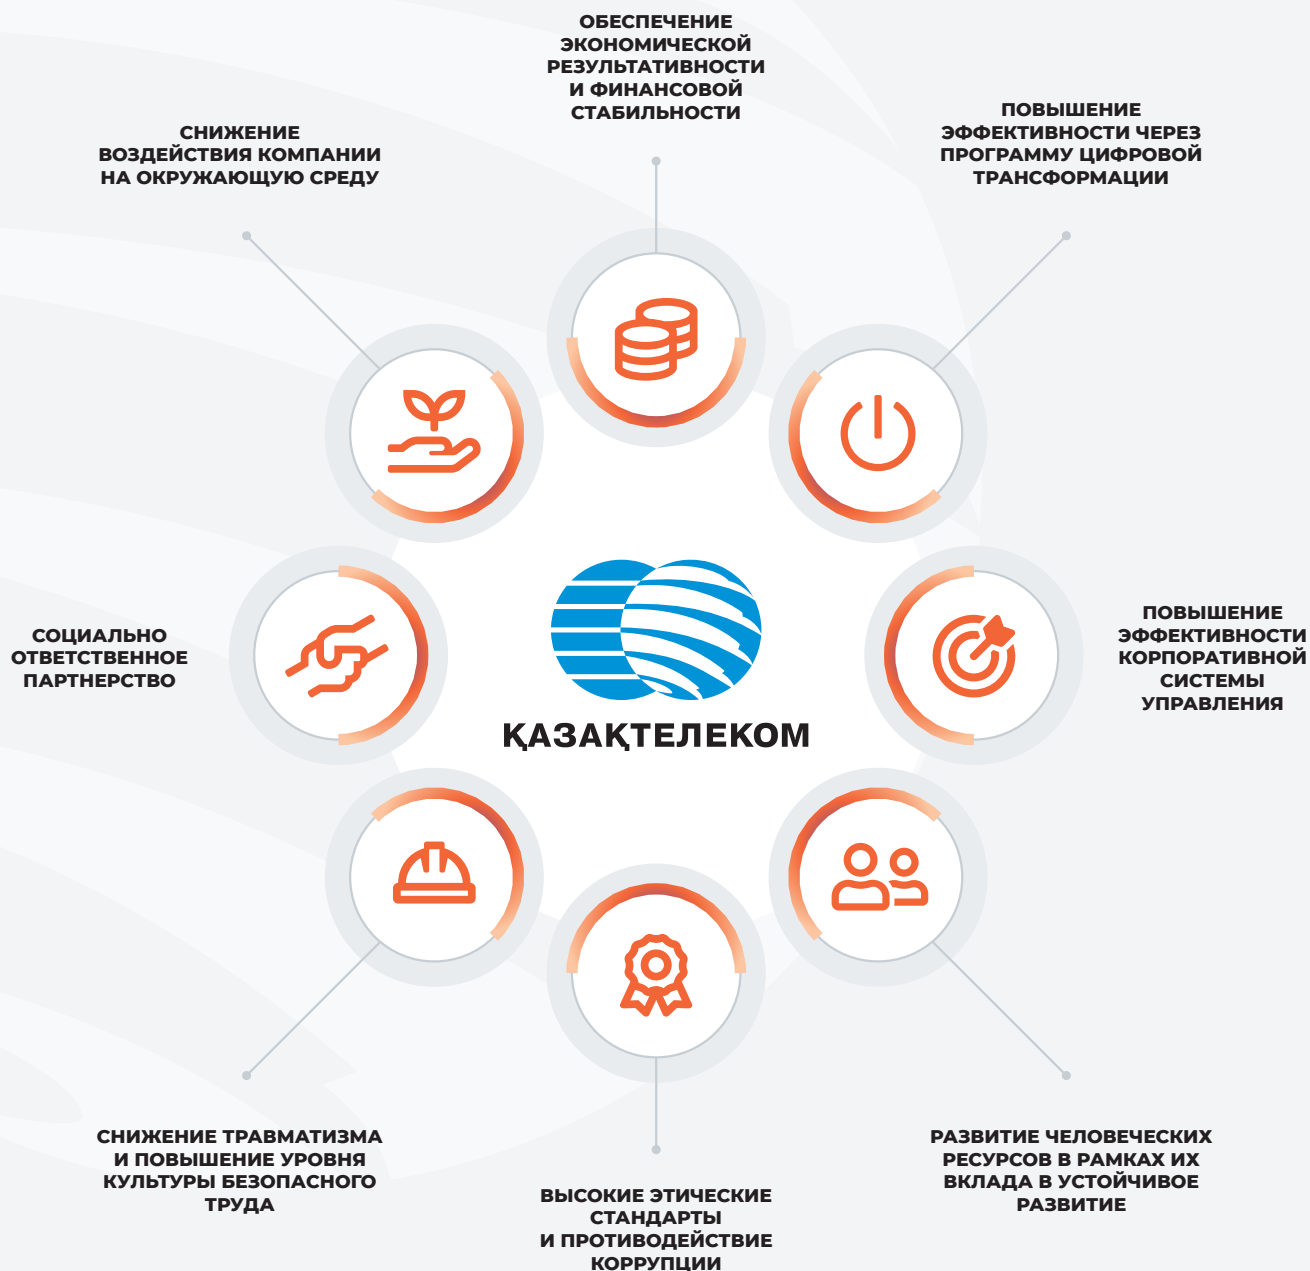 ОБЕСПЕЧЕНИЕ
ЭКОНОМИЧЕСКОЙ
РЕЗУЛЬТАТИВНОСТИ
И ФИНАНСОВОЙ
СТАБИЛЬНОСТИ
СНИЖЕНИЕ
ВОЗДЕЙСТВИЯ КОМПАНИИ
НА ОКРУЖАЮЩУЮ СРЕДУ
ПОВЫШЕНИЕ
ЭФФЕКТИВНОСТИ ЧЕРЕЗ
ПРОГРАММУ ЦИФРОВОЙ
ТРАНСФОРМАЦИИ
СОЦИАЛЬНО
ОТВЕТСТВЕННОЕ
ПАРТНЕРСТВО
ҚАЗАҚТЕЛЕКОМ
ПОВЫШЕНИЕ
ЭФФЕКТИВНОСТИ
КОРПОРАТИВНОЙ
СИСТЕМЫ
УПРАВЛЕНИЯ
СНИЖЕНИЕ ТРАВМАТИЗМА
И ПОВЫШЕНИЕ УРОВНЯ
КУЛЬТУРЫ БЕЗОПАСНОГО
ТРУДА
ВЫСОКИЕ ЭТИЧЕСКИЕ
СТАНДАРТЫ
И ПРОТИВОДЕЙСТВИЕ
КОРРУПЦИИ
РАЗВИТИЕ ЧЕЛОВЕЧЕСКИХ
РЕСУРСОВ В РАМКАХ ИХ
ВКЛАДА В УСТОЙЧИВОЕ
РАЗВИТИЕ